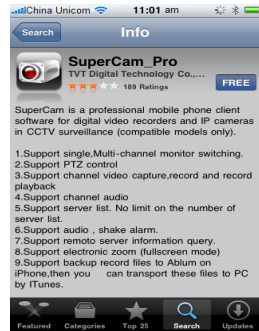 China Unicom 11:01 am
Search Info
SuperCam_Pro
TVT Digital Technology Co.,...
189 Ratings
FREE
SuperCam is a professional mobile phone client
software for digital video recorders and IP cameras
in CCTV surveillance (compatible models only).
1.Support single,Multi-channel monitor switching.
2.Support PTZ control
3.Support channel video capture,record and record
playback
4.Support channel audio
5.Support server list. No limit on the number of
server list.
6.Support audio , shake alarm.
7.Support remoto server information query.
8.Support electronic zoom (fullscreen mode)
9.Support backup record files to Ablum on
iPhone,then you can transport these files to PC
by ITunes.
Featured Categories Top 25 Search Updates